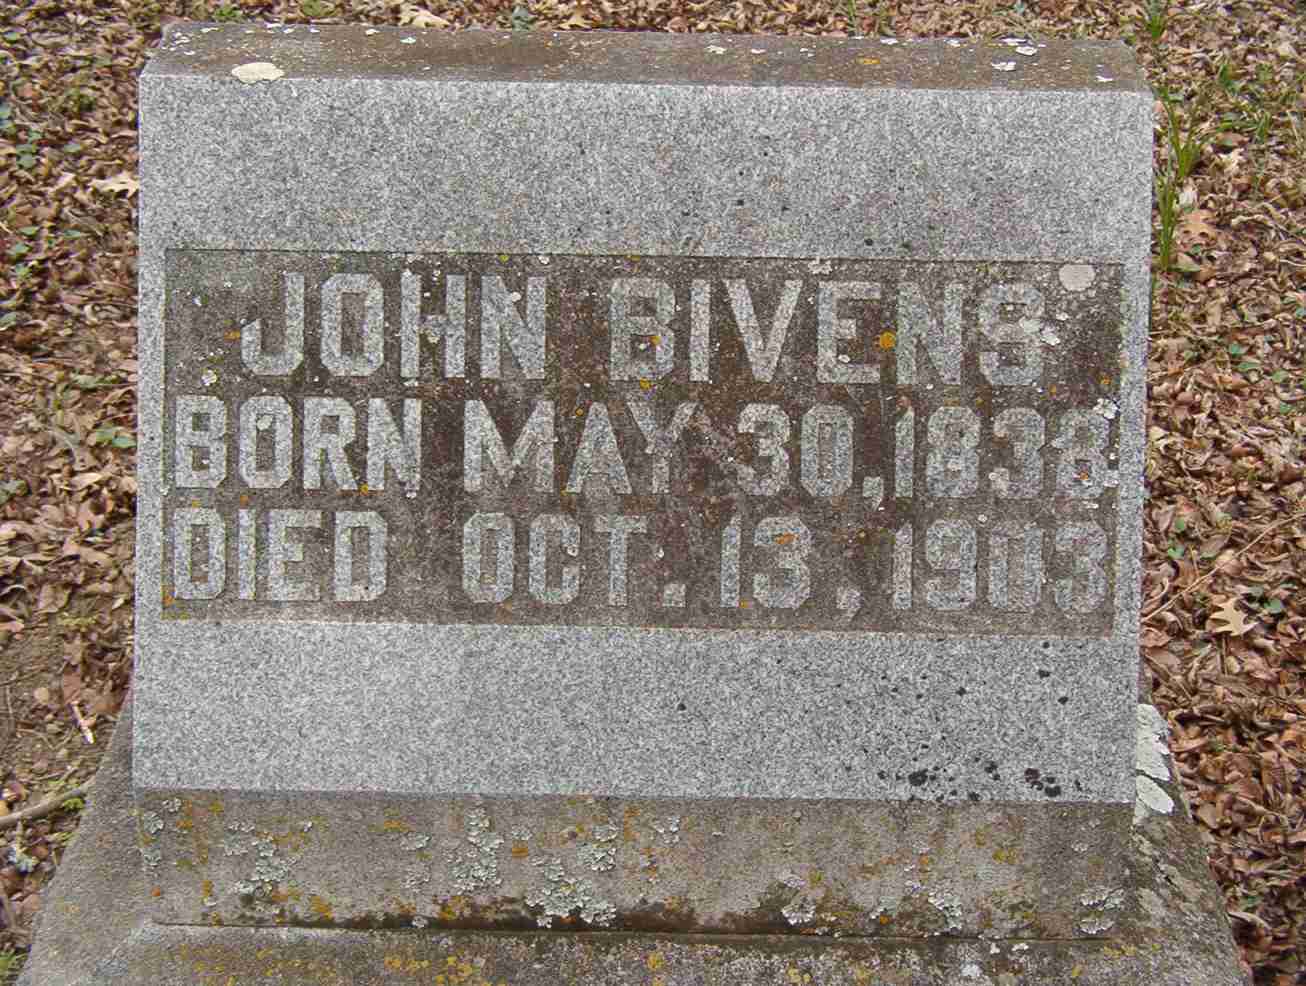 JOHN BIVENS
BORN MAY 30, 1838
DIED OCT. 13, 1903